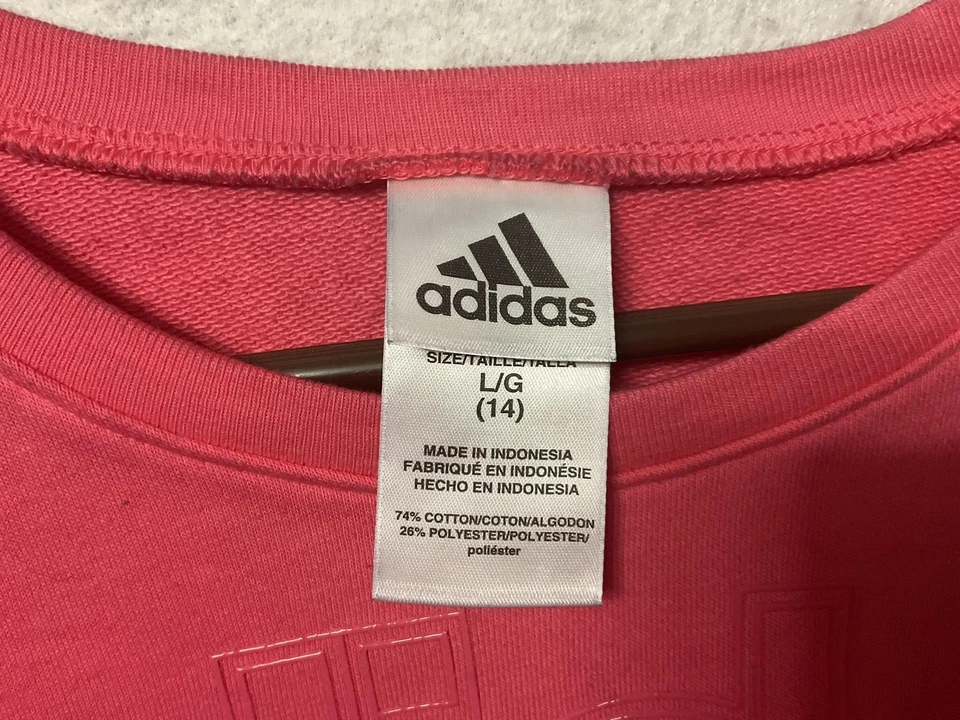 adidas
SIZE/TAILLE/TALLA
L/G
(14)
MADE IN INDONESIA
FABRIQUÉ EN INDONÉSIE
HECHO EN INDONESIA
74% COTTON/COTON/ALGODON
26% POLYESTER/POLYESTER/
poliéster